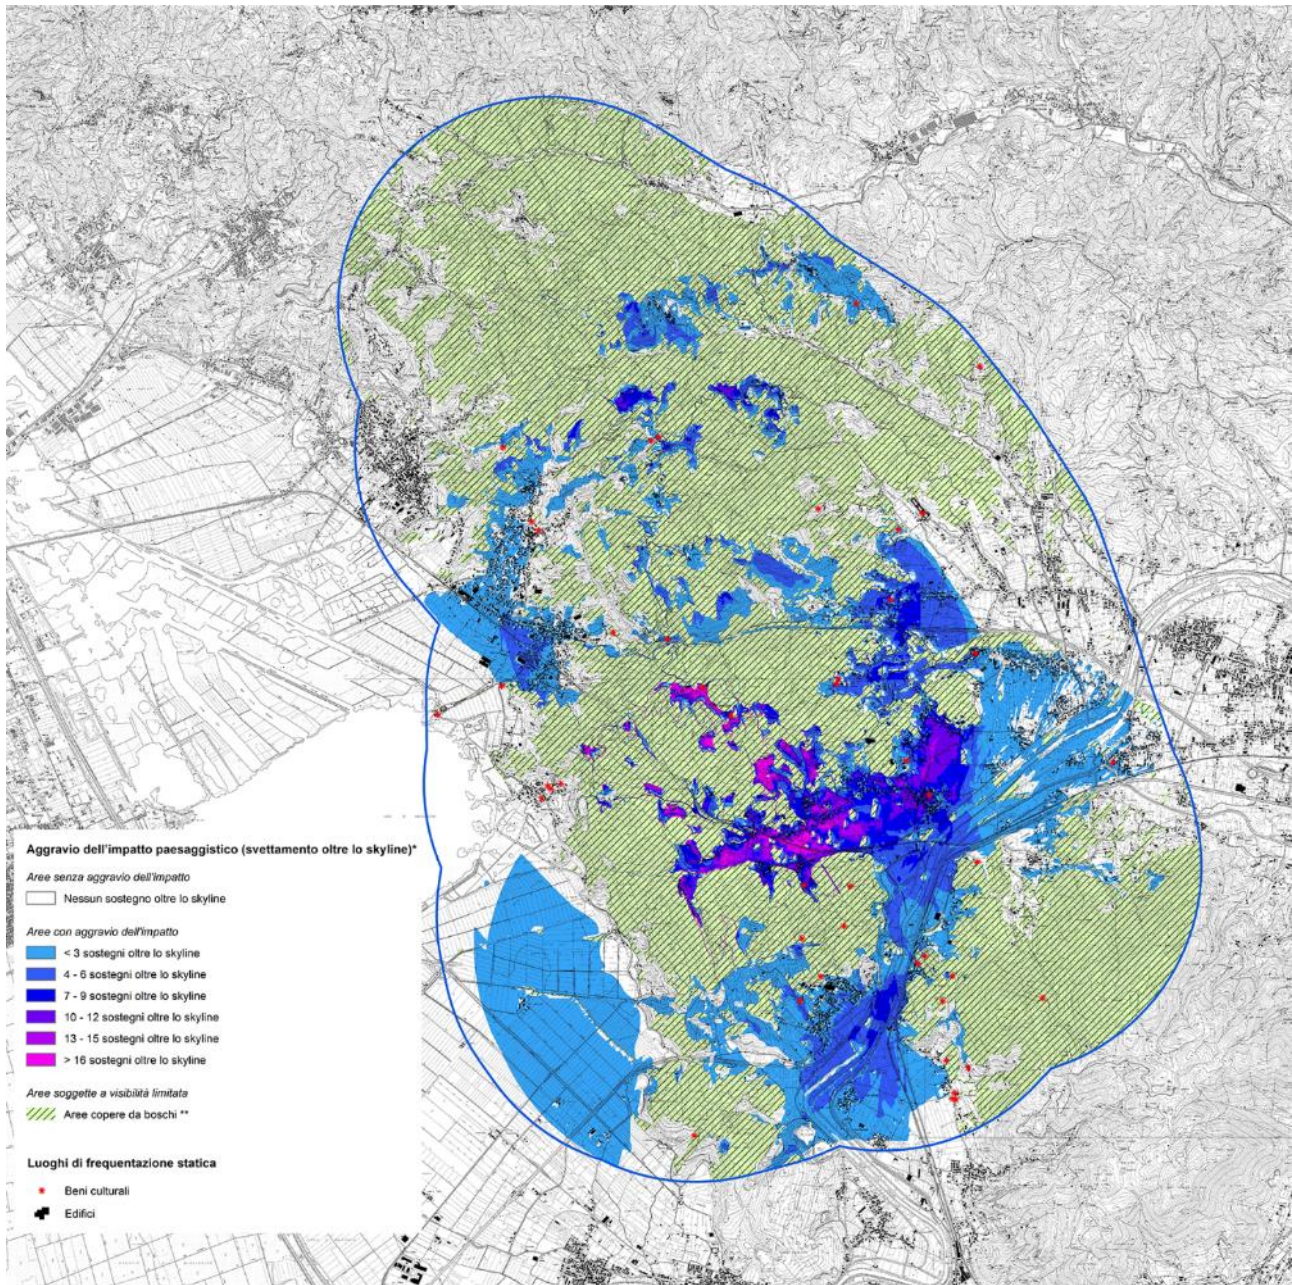 Aggravio dell'impatto paesaggistico (svettamento oltre lo skyline)*
Aree senza aggravio dell'impatto
Nessun sostegno oltre lo skyline
Aree con aggravio dell'impatto
< 3 sostegni oltre lo skyline
4 - 6 sostegni oltre lo skyline
7 - 9 sostegni oltre lo skyline
10 - 12 sostegni oltre lo skyline
13 - 15 sostegni oltre lo skyline
> 16 sostegni oltre lo skyline
Aree soggette a visibilità limitata
Aree copere da boschi **
Luoghi di frequentazione statica
Beni culturali
Edifici